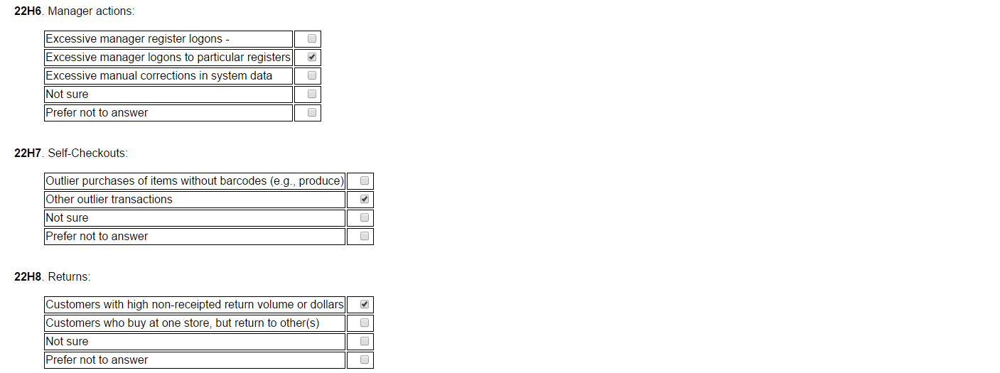 22H6. Manager actions:
Excessive manager register logons -
Excessive manager logons to particular registers
Excessive manual corrections in system data
Not sure
Prefer not to answer
22H7. Self-Checkouts:
Outlier purchases of items without barcodes (e.g., produce)
Other outlier transactions
Not sure
Prefer not to answer
22H8. Returns:
Customers with high non-receipted return volume or dollars
Customers who buy at one store, but return to other(s)
Not sure
Prefer not to answer